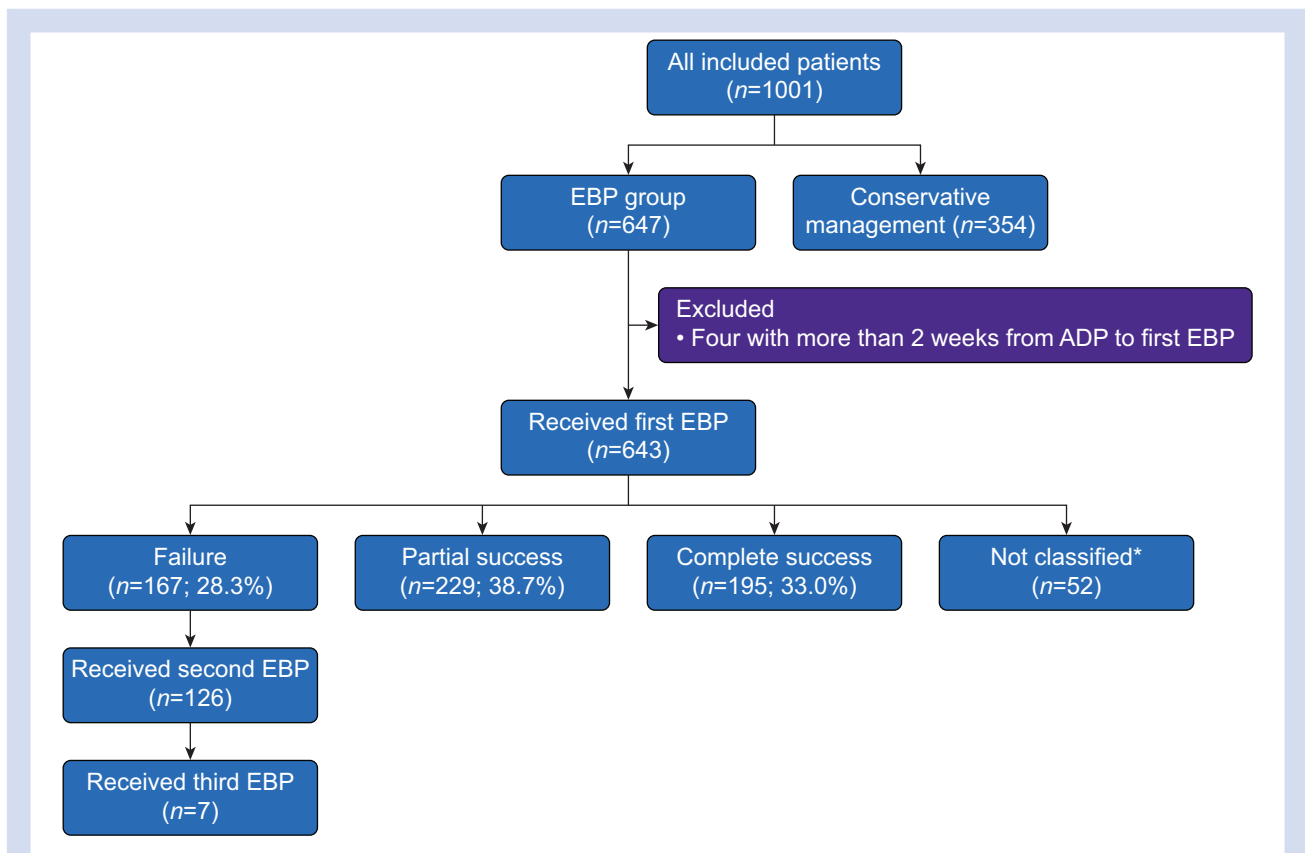 All included patients
(n=1001)
EBP group
(n=647)
Conservative
management (n=354)
Excluded
• Four with more than 2 weeks from ADP to first EBP
Received first EBP
(n=643)
Failure
(n=167; 28.3%)
Partial success
(n=229; 38.7%)
Complete success
(n=195; 33.0%)
Not classified*
(n=52)
Received second EBP
(n=126)
Received third EBP
(n=7)